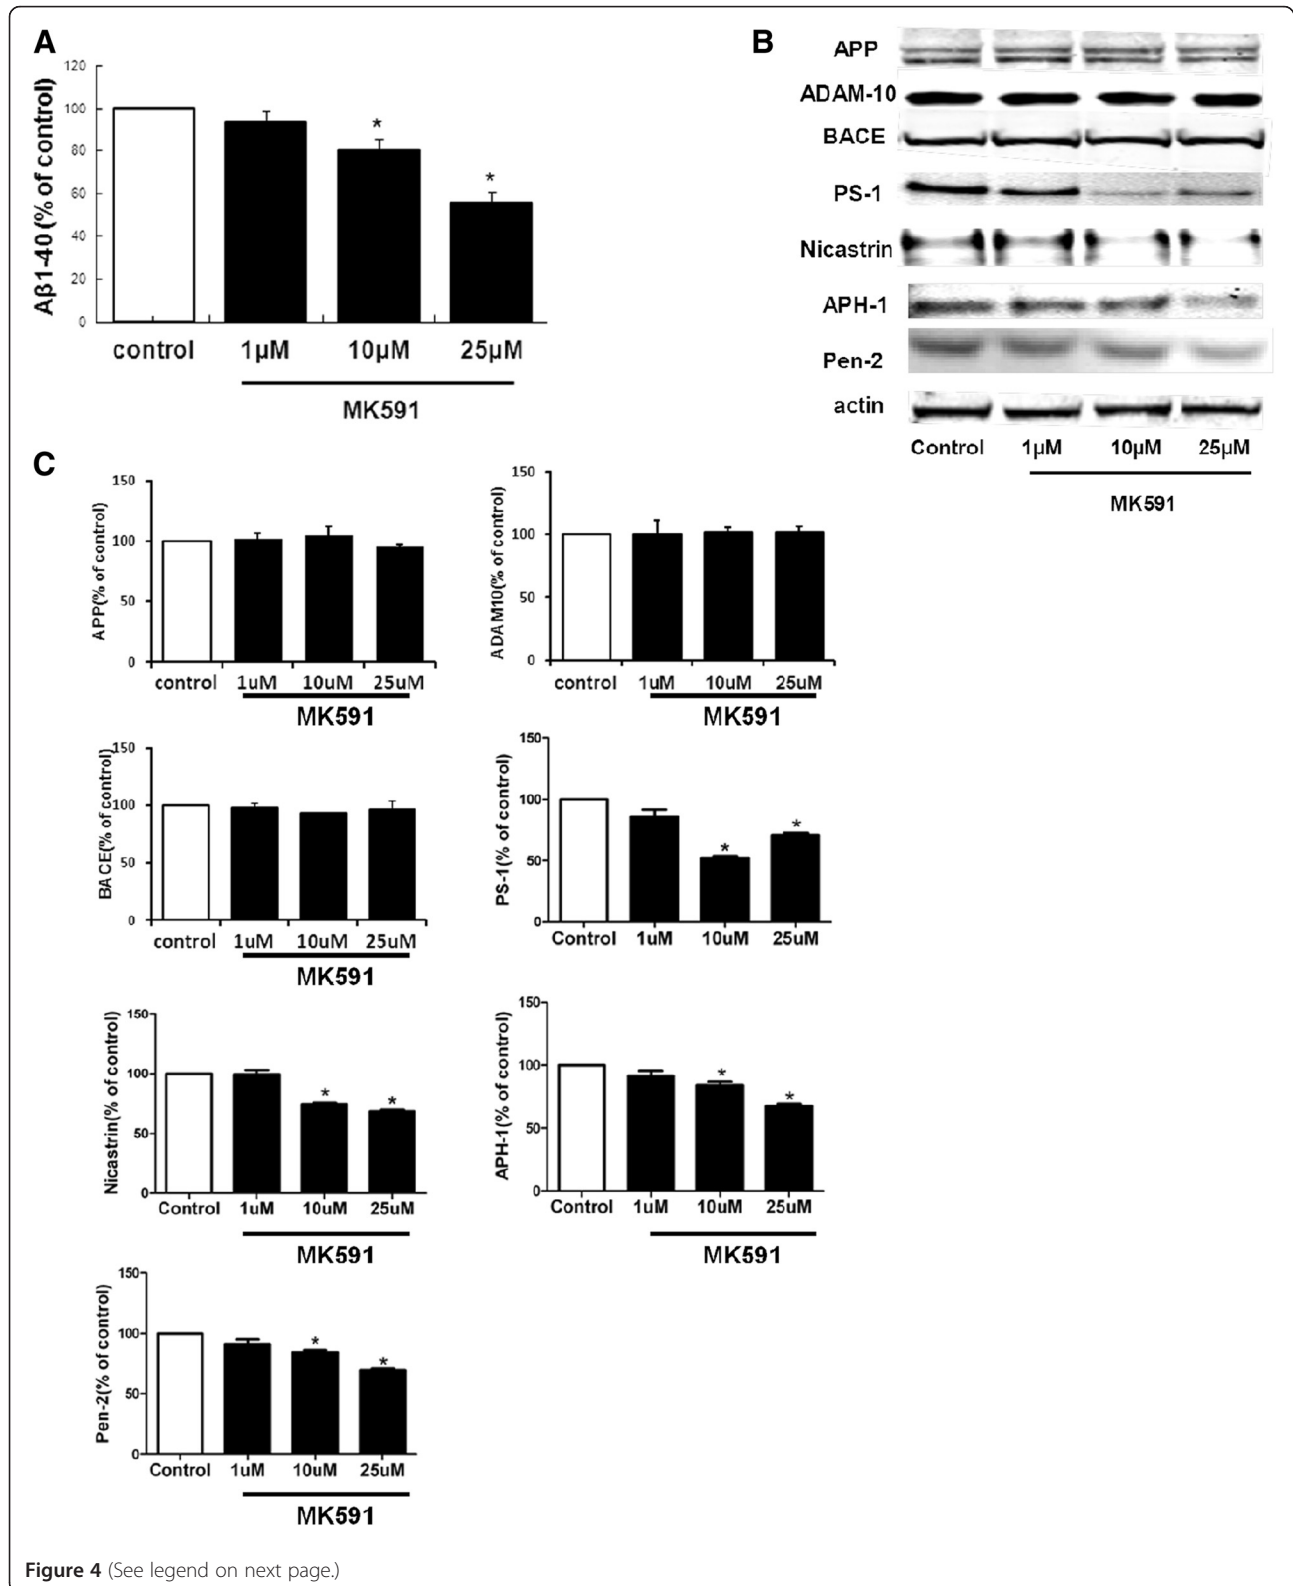 A
Aβ1-40 (% of control)
120
100
80
60
40
20
0
*
*
control 1µM 10µM 25µM
MK591
B
APP
ADAM-10
BACE
PS-1
Nicastrin
APH-1
Pen-2
actin
Control 1µM 10µM 25µM
MK591
C
APP(% of control)
150
100
50
0
control 1uM 10uM 25uM
MK591
ADAM10(% of control)
150
100
50
0
control 1uM 10uM 25uM
MK591
BACE(% of control)
150
100
50
0
control 1uM 10uM 25uM
MK591
PS-1(% of control)
150
100
50
0
*
*
Control 1uM 10uM 25uM
Nicastrin(% of control)
150
100
50
0
*
*
Control 1uM 10uM 25uM
MK591
APH-1(% of control)
150
100
50
0
*
*
Control 1uM 10uM 25uM
MK591
Pen-2(% of control)
150
100
50
0
*
*
Control 1uM 10uM 25uM
MK591
Figure 4 (See legend on next page.)